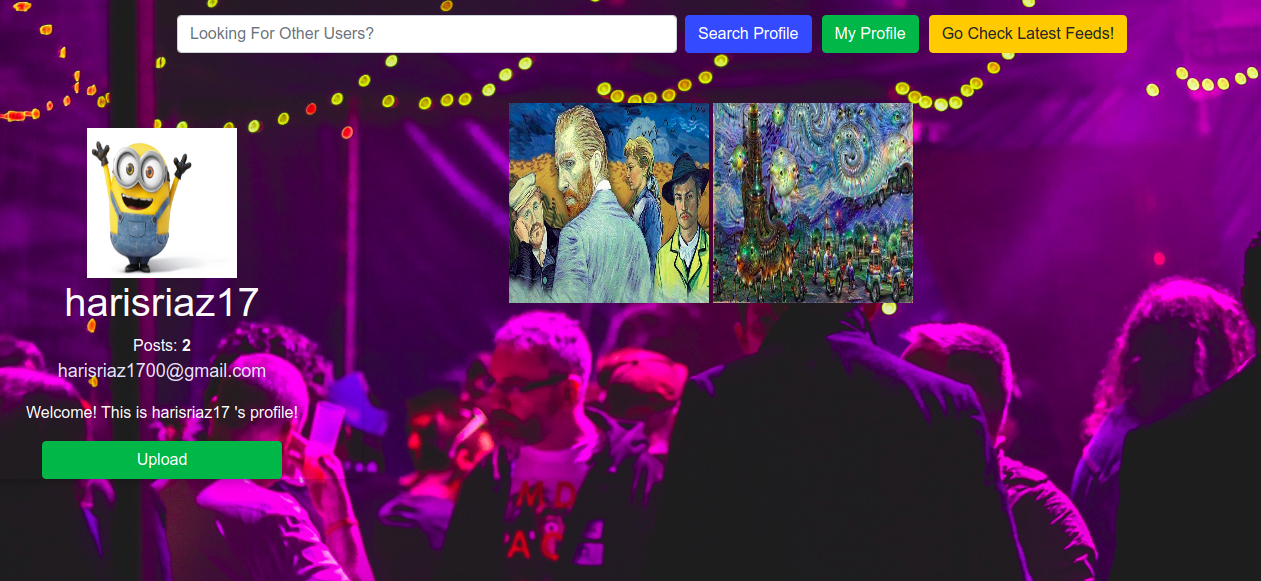 Looking For Other Users?
Search Profile
My Profile
Go Check Latest Feeds!
harisriaz17
Posts: 2
harisriaz1700@gmail.com
Welcome! This is harisriaz17 's profile!
Upload